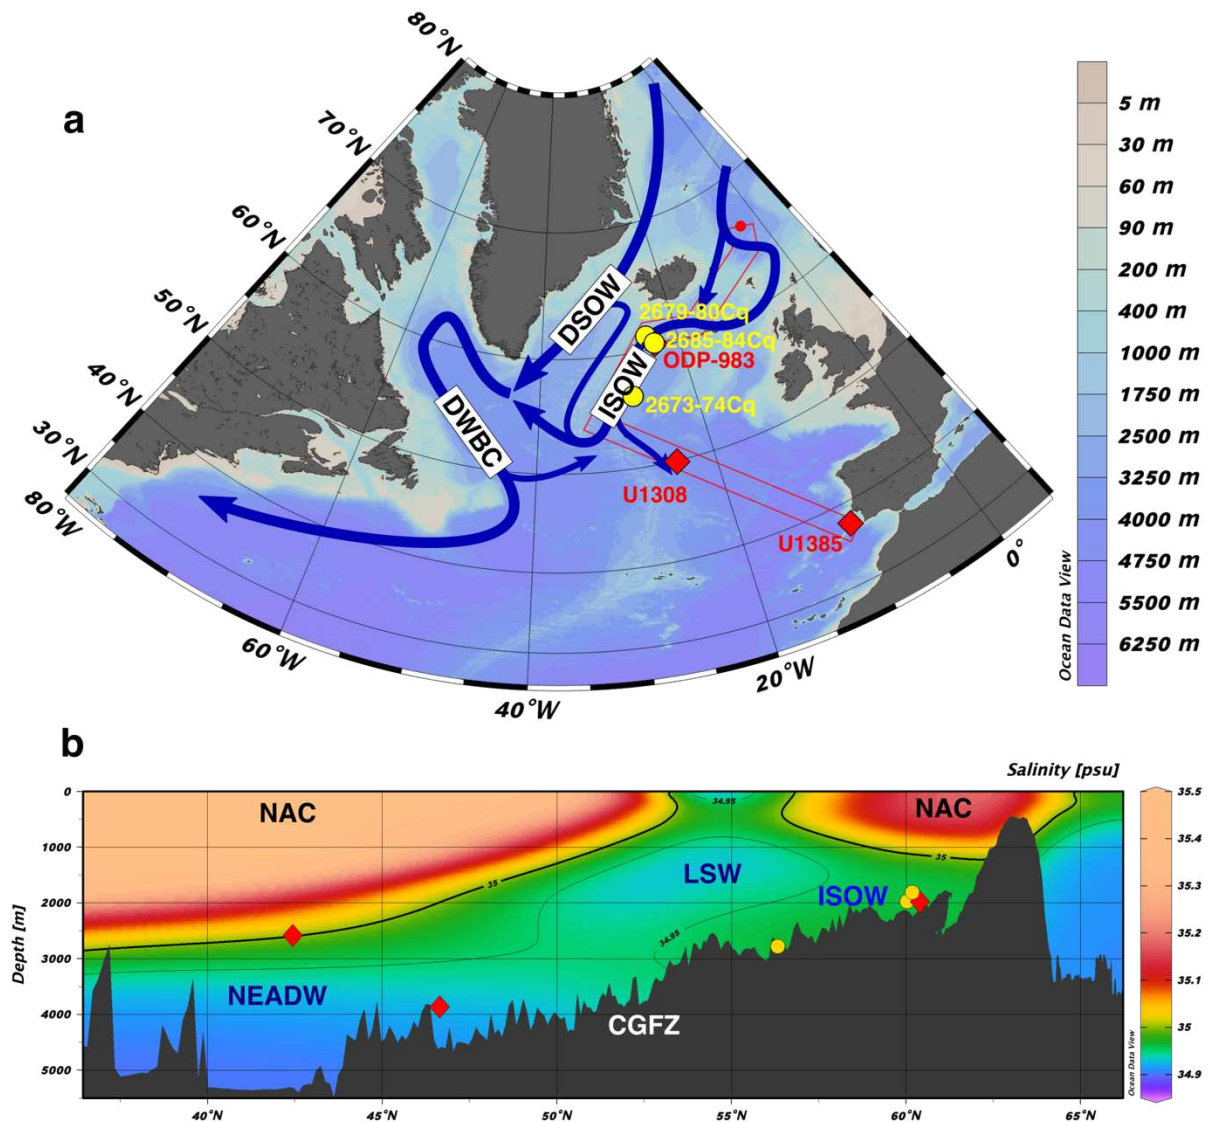 a
80°N
70°N
60°N
50°N
40°N
30°N
80°W
60°W
40°W
20°W
0°
DSOW
ISOW
DWBC
2679-80Cq
2685-84Cq
ODP-983
2673-74Cq
U1308
U1385
5 m
30 m
60 m
90 m
200 m
400 m
1000 m
1750 m
2500 m
3250 m
4000 m
4750 m
5500 m
6250 m
Ocean Data View
b
Salinity [psu]
Depth [m]
0
1000
2000
3000
4000
5000
NAC
34.95
NAC
35
35
LSW
ISOW
34.95
NEADW
CGFZ
40°N
45°N
50°N
55°N
60°N
65°N
35.5
35.4
35.3
35.2
35.1
35
34.9
Ocean Data View